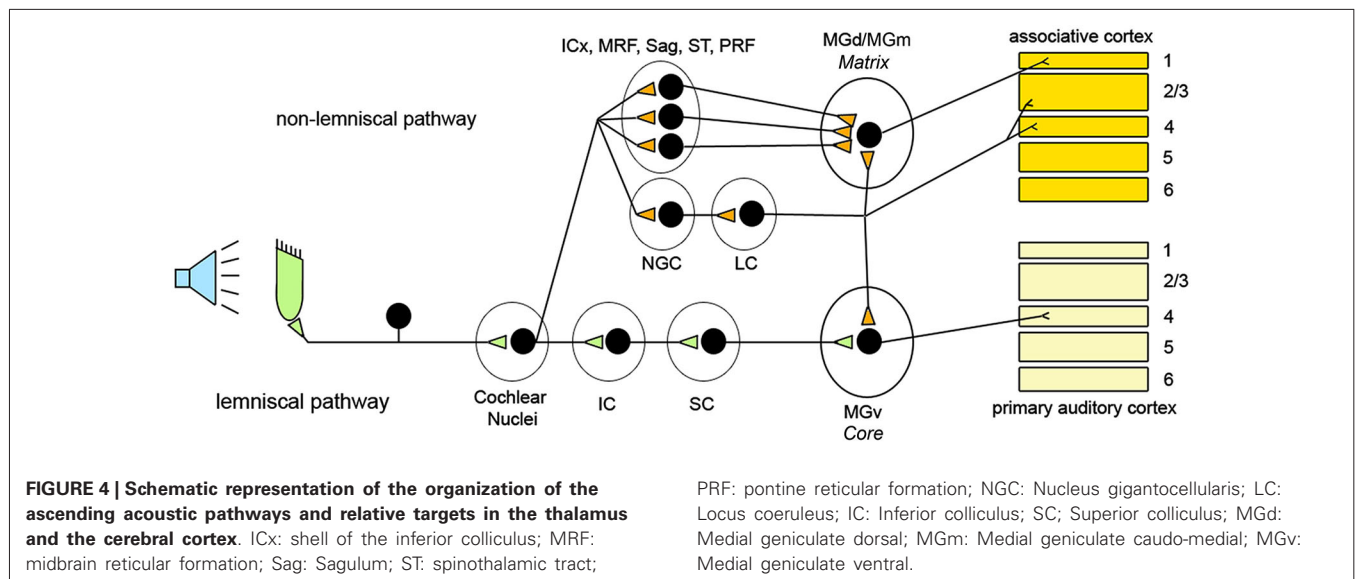 ICx, MRF, Sag, ST, PRF
MGd/MGm
Matrix
associative cortex
1
2/3
4
5
6
non-lemniscal pathway
NGC
LC
1
2/3
4
5
6
primary auditory cortex
lemniscal pathway
Cochlear
Nuclei
IC
SC
MGv
Core
FIGURE 4 | Schematic representation of the organization of the
ascending acoustic pathways and relative targets in the thalamus
and the cerebral cortex. ICx: shell of the inferior colliculus; MRF:
midbrain reticular formation; Sag: Sagulum; ST: spinothalamic tract;
PRF: pontine reticular formation; NGC: Nucleus gigantocellularis; LC:
Locus coeruleus; IC: Inferior colliculus; SC; Superior colliculus; MGd:
Medial geniculate dorsal; MGm: Medial geniculate caudo-medial; MGv:
Medial geniculate ventral.